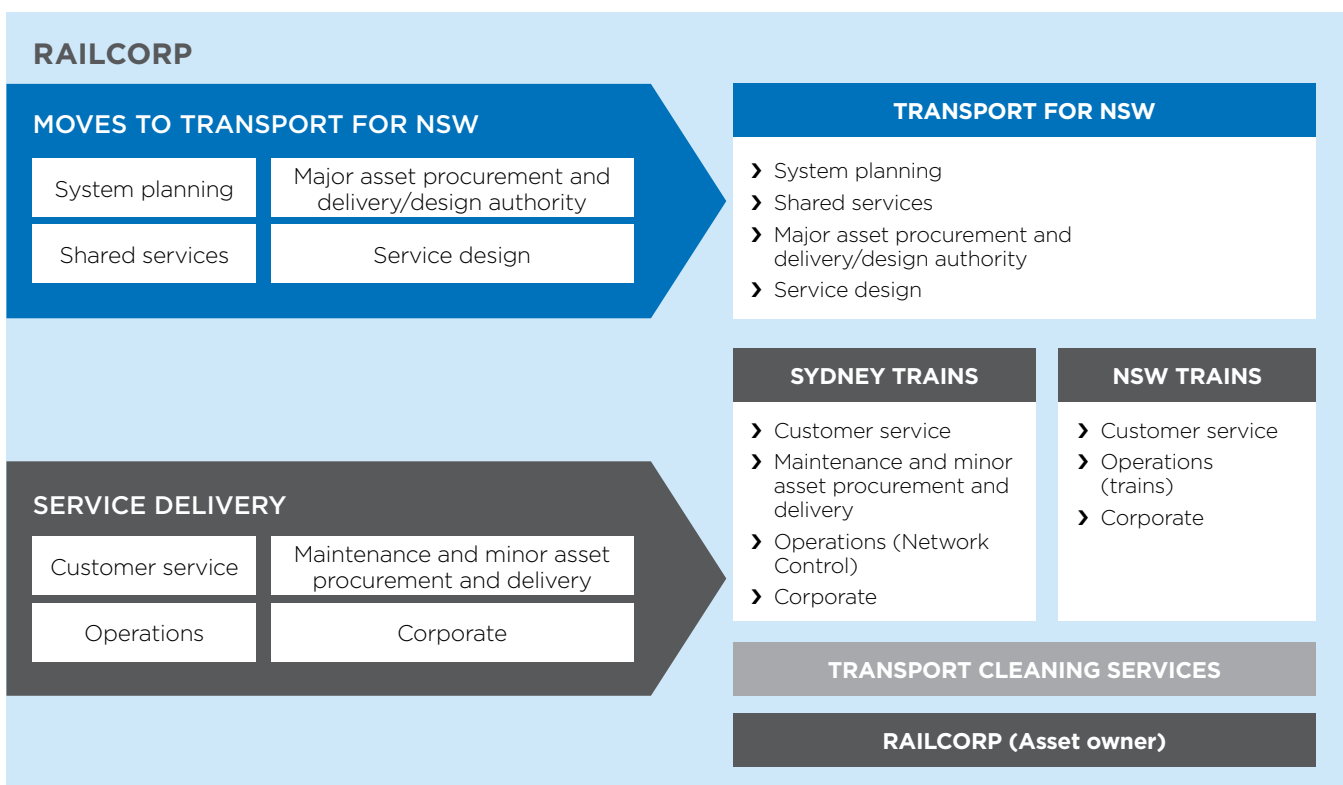 RAILCORP
MOVES TO TRANSPORT FOR NSW
System planning
Major asset procurement and
delivery/design authority
Shared services
Service design
TRANSPORT FOR NSW
❯ System planning
❯ Shared services
❯ Major asset procurement and
delivery/design authority
❯ Service design
SERVICE DELIVERY
Customer service
Maintenance and minor asset
procurement and delivery
Operations
Corporate
SYDNEY TRAINS
❯ Customer service
❯ Maintenance and minor
asset procurement and
delivery
❯ Operations (Network
Control)
❯ Corporate
NSW TRAINS
❯ Customer service
❯ Operations
(trains)
❯ Corporate
TRANSPORT CLEANING SERVICES
RAILCORP (Asset owner)